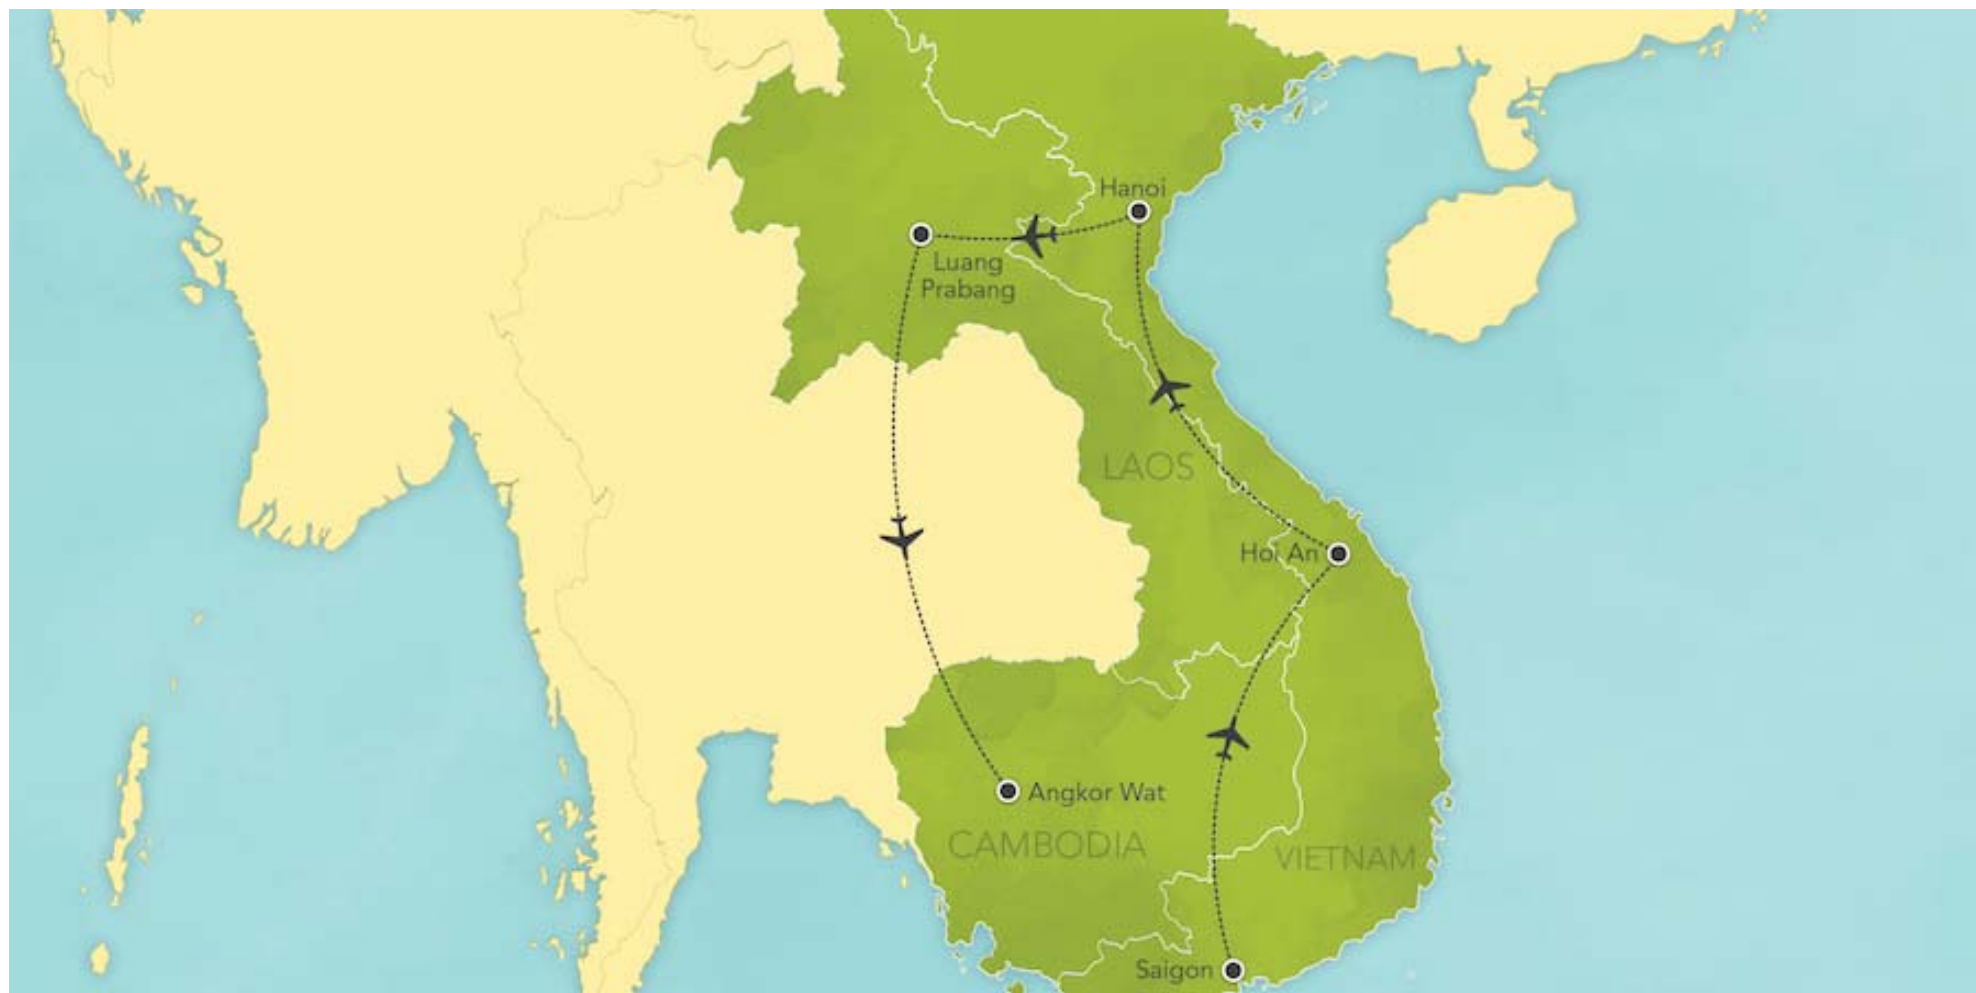 Hanoi
Luang
Prabang
LAOS
Hoi An
Angkor Wat
CAMBODIA
VIETNAM
Saigon